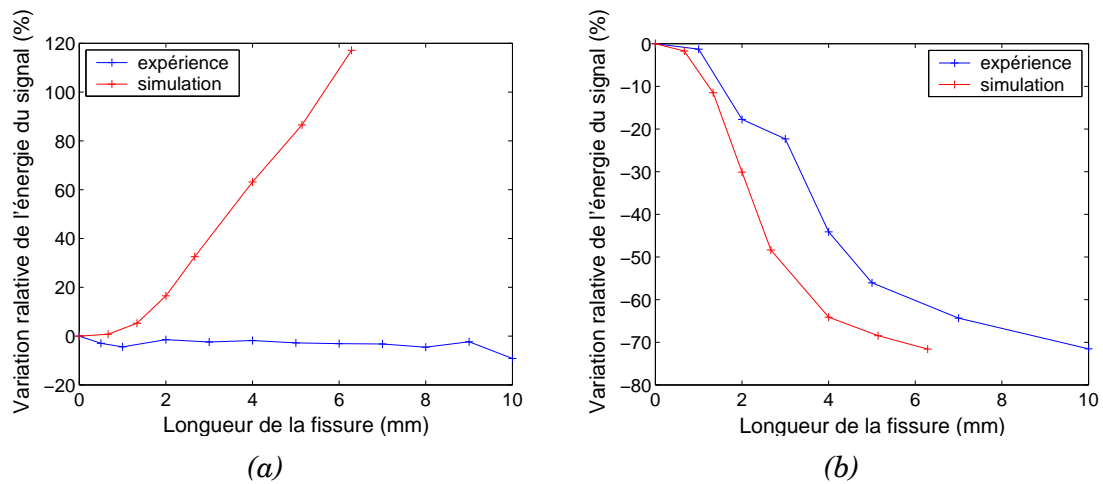 120
100
80
60
40
20
0
−20
0 2 4 6 8 10
Variation ralative de l'énergie du signal (%)
Longueur de la fissure (mm)
expérience
simulation
(a)
0
−10
−20
−30
−40
−50
−60
−70
−80
0 2 4 6 8 10
Variation ralative de l'énergie du signal (%)
Longueur de la fissure (mm)
expérience
simulation
(b)